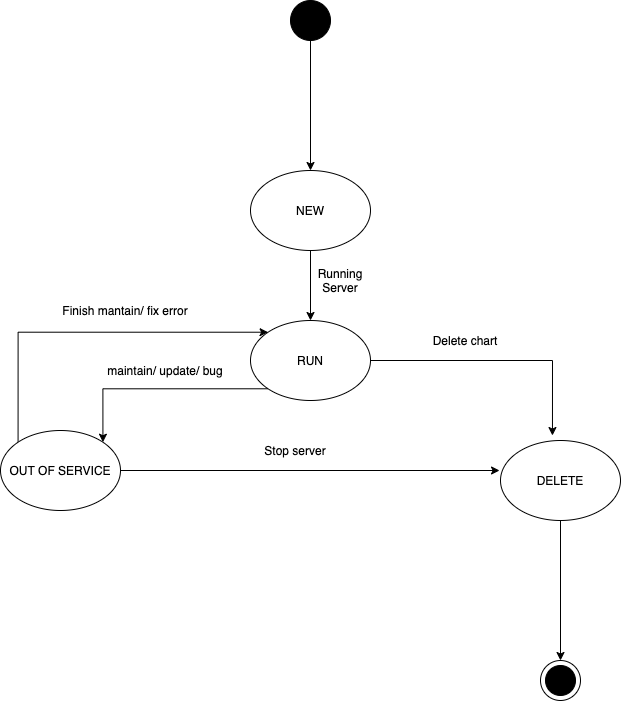 NEW
Running
Server
Finish mantain/ fix error
RUN
Delete chart
maintain/ update/ bug
OUT OF SERVICE
Stop server
DELETE